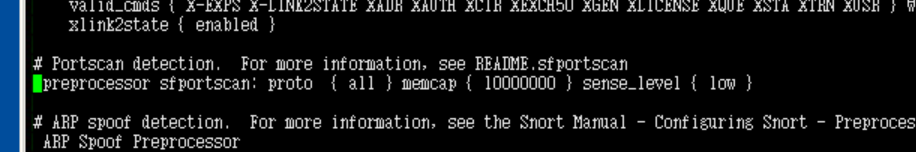 valid_cmds { X-EXPS X-LINK2STATE XADR XAUTH XCIR XEXCH50 XGEN XLICENSE XQUE XSTA XTRN XUSR }
xlink2state { enabled }
# Portscan detection. For more information, see README.sfportscan
preprocessor sfportscan: proto { all } memcap { 10000000 } sense_level { low }
# ARP spoof detection. For more information, see the Snort Manual - Configuring Snort - Preproces
ARP Spoof Preprocessor